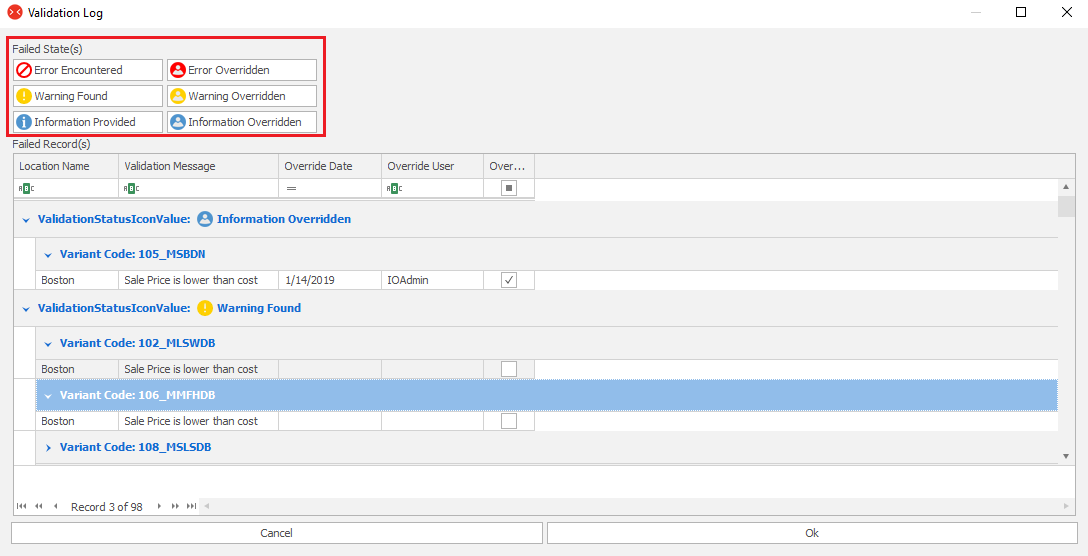 Validation Log
Failed State(s)
Error Encountered Error Overridden
Warning Found Warning Overridden
Information Provided Information Overridden
Failed Record(s)
Location Name Validation Message Override Date Override User Over...
ABC ABC = ABC
ValidationStatusIconValue: Information Overridden
Variant Code: 105_MSBDN
Boston Sale Price is lower than cost 1/14/2019 IOAdmin
ValidationStatusIconValue: Warning Found
Variant Code: 102_MLSWDB
Boston Sale Price is lower than cost
Variant Code: 106_MMFHDB
Boston Sale Price is lower than cost
Variant Code: 108_MSLSDB
Record 3 of 98
Cancel Ok